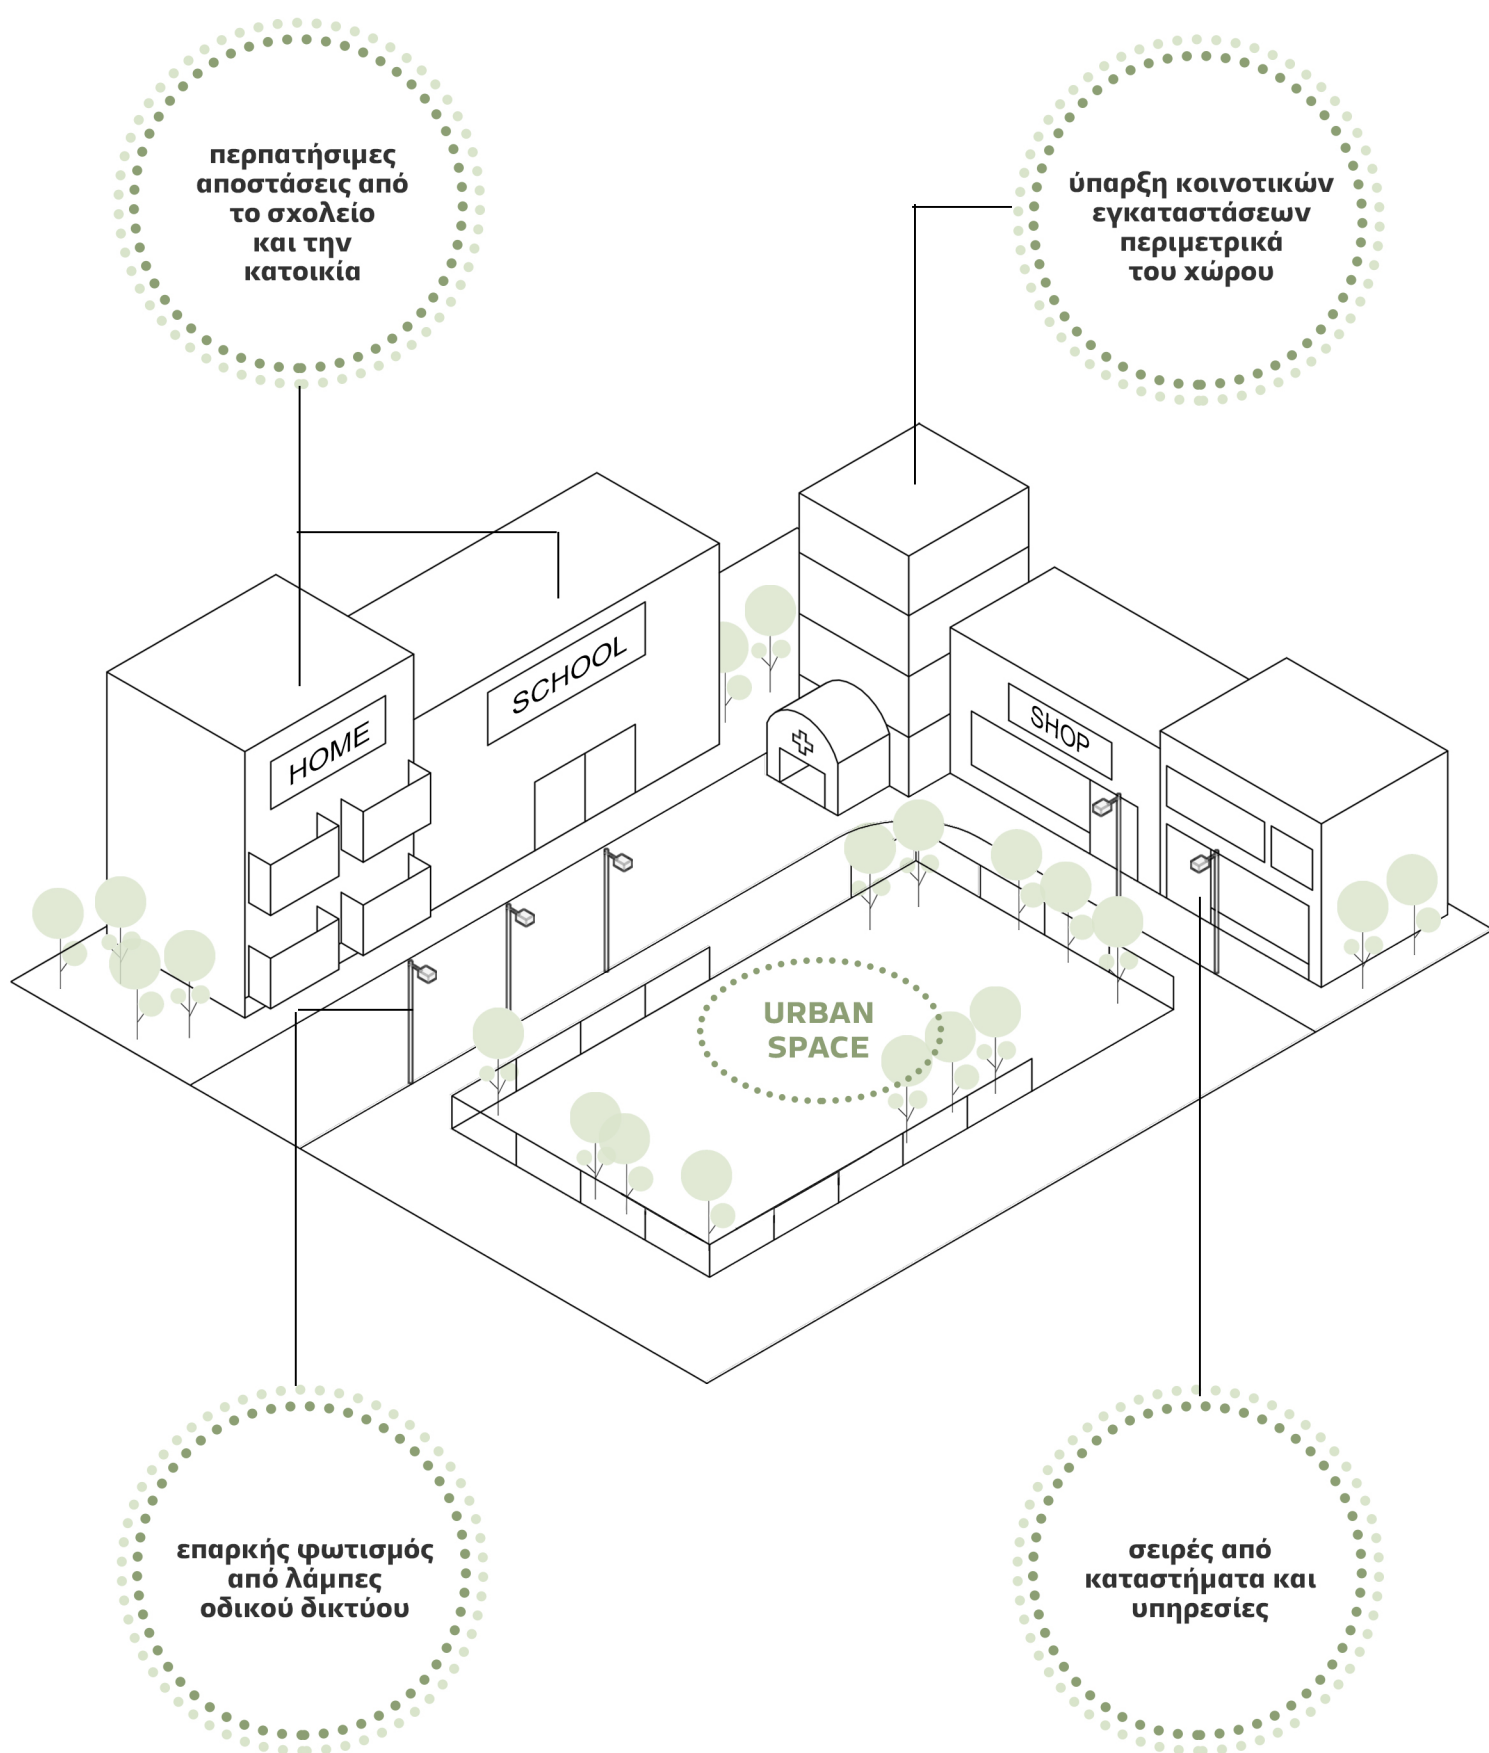 περπατήσιμες
αποστάσεις από
το σχολείο
και την
κατοικία
ύπαρξη κοινοτικών
εγκαταστάσεων
περιμετρικά
του χώρου
SCHOOL
HOME
SHOP
URBAN
SPACE
επαρκής φωτισμός
από λάμπες
οδικού δικτύου
σειρές από
καταστήματα και
υπηρεσίες